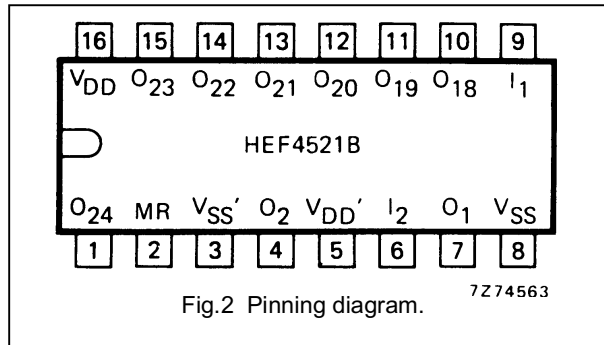 16 15 14 13 12 11 10 9
VDD O23 O22 O21 O20 O19 O18 I1
HEF4521B
O24 MR VSS' O2 VDD' I2 O1 VSS
1 2 3 4 5 6 7 8
7Z74563
Fig.2 Pinning diagram.